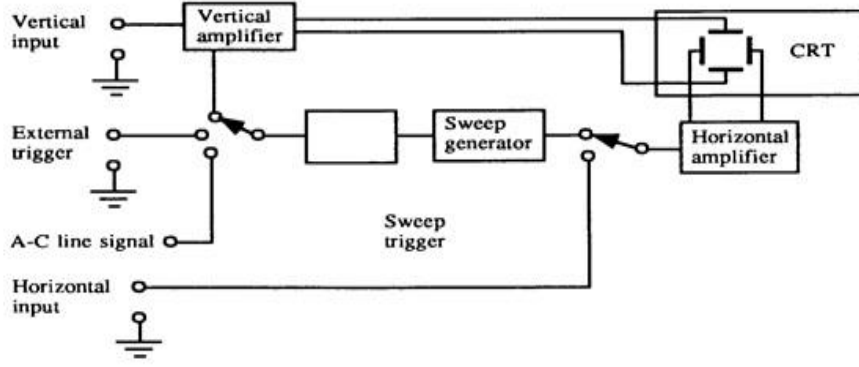 Vertical
input
Vertical
amplifier
CRT
External
trigger
Sweep
generator
Horizontal
amplifier
A-C line signal
Sweep
trigger
Horizontal
input